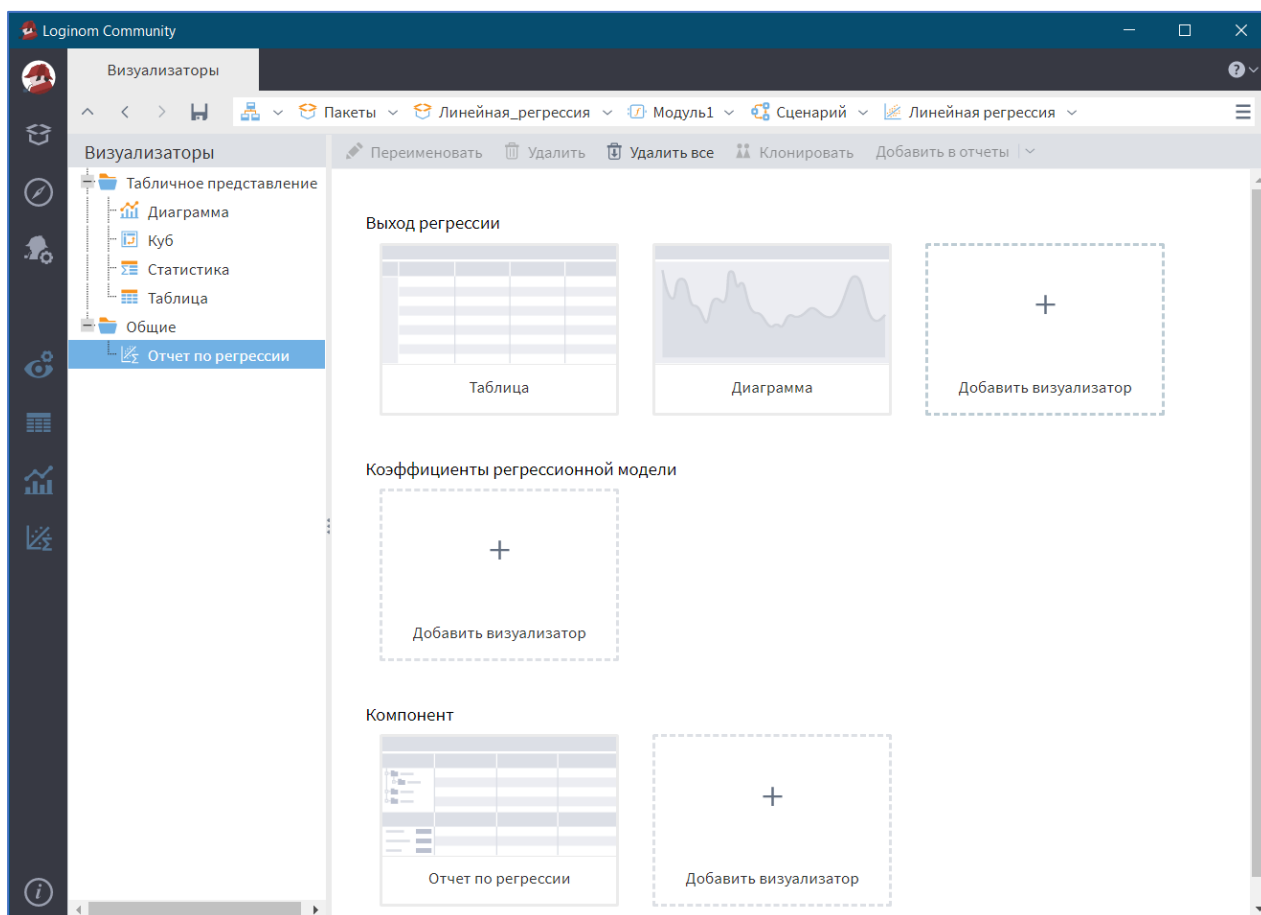 Loginom Community
Визуализаторы
Пакеты
Линейная_регрессия
Модуль1
Сценарий
Линейная регрессия
Визуализаторы
Переименовать
Удалить
Удалить все
Клонировать
Добавить в отчеты
Табличное представление
Диаграмма
Куб
Статистика
Таблица
Общие
Отчет по регрессии
Выход регрессии
Таблица
Диаграмма
Добавить визуализатор
Коэффициенты регрессионной модели
Добавить визуализатор
Компонент
Отчет по регрессии
Добавить визуализатор